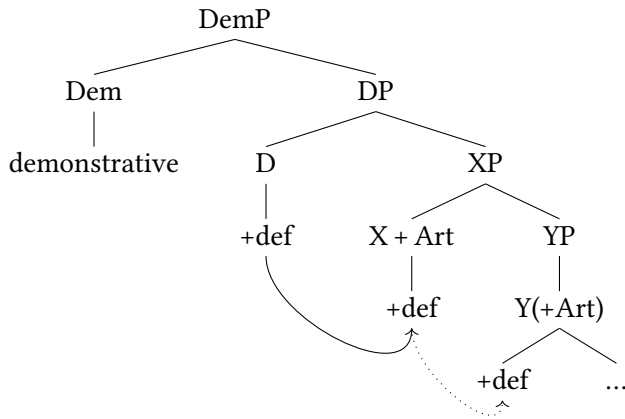 DemP
Dem DP
demonstrative D XP
+def X + Art YP
+def Y(+Art)
+def ...